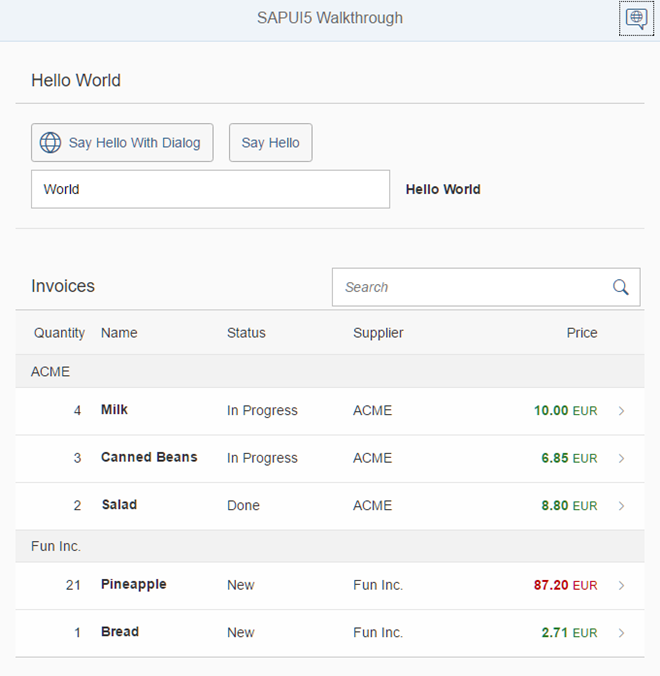 SAPUI5 Walkthrough
Hello World
Say Hello With Dialog Say Hello
World Hello World
Invoices Search
Quantity Name Status Supplier Price
ACME
4 Milk In Progress ACME 10.00 EUR
3 Canned Beans In Progress ACME 6.85 EUR
2 Salad Done ACME 8.80 EUR
Fun Inc.
21 Pineapple New Fun Inc. 87.20 EUR
1 Bread New Fun Inc. 2.71 EUR